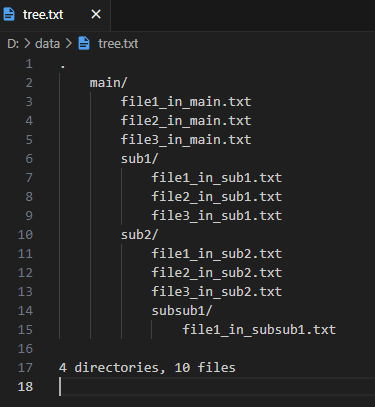 tree.txt
D: > data > tree.txt
1 .
2     main/
3         file1_in_main.txt
4         file2_in_main.txt
5         file3_in_main.txt
6         sub1/
7             file1_in_sub1.txt
8             file2_in_sub1.txt
9             file3_in_sub1.txt
10         sub2/
11             file1_in_sub2.txt
12             file2_in_sub2.txt
13             file3_in_sub2.txt
14             subsub1/
15                 file1_in_subsub1.txt
16
17 4 directories, 10 files
18